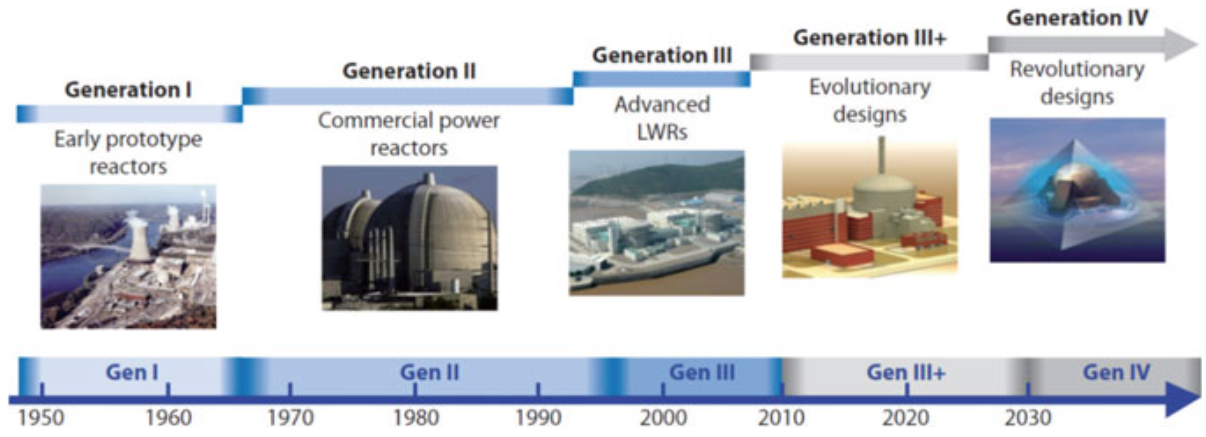 Generation I
Early prototype
reactors
Generation II
Commercial power
reactors
Generation III
Advanced
LWRs
Generation III+
Evolutionary
designs
Generation IV
Revolutionary
designs
Gen I
Gen II
Gen III
Gen III+
Gen IV
1950
1960
1970
1980
1990
2000
2010
2020
2030